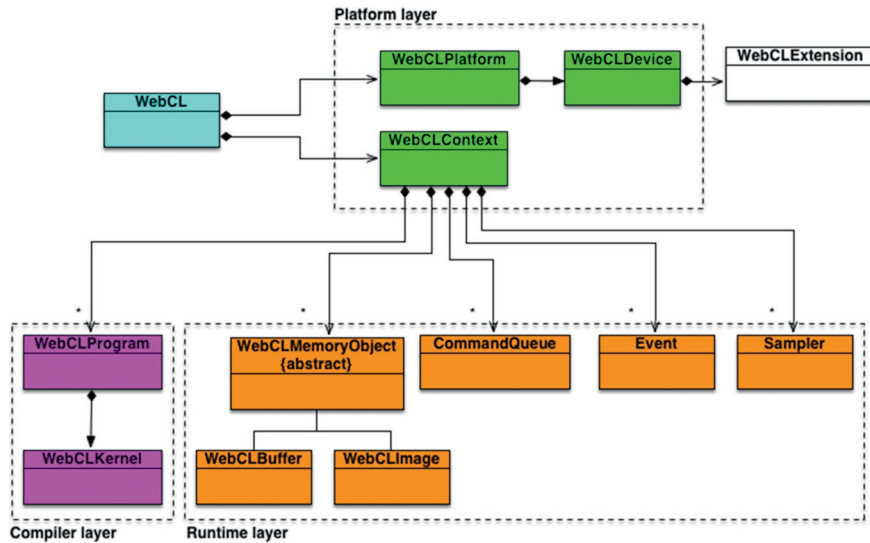 Platform layer
WebCLPlatform
WebCLDevice
WebCLExtension
WebCL
WebCLContext
*
*
*
*
*
WebCLProgram
WebCLMemoryObject
{abstract}
CommandQueue
Event
Sampler
WebCLKernel
WebCLBuffer
WebCLImage
Compiler layer
Runtime layer